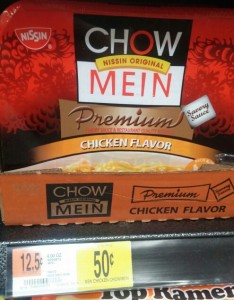 NISSIN
CHOW
NISSIN ORIGINAL
MEIN
Premium
Savory
Sauce
CHICKEN FLAVOR
CHOW
MEIN
Premium
CHICKEN FLAVOR
12.5¢
50¢
Top Ramen